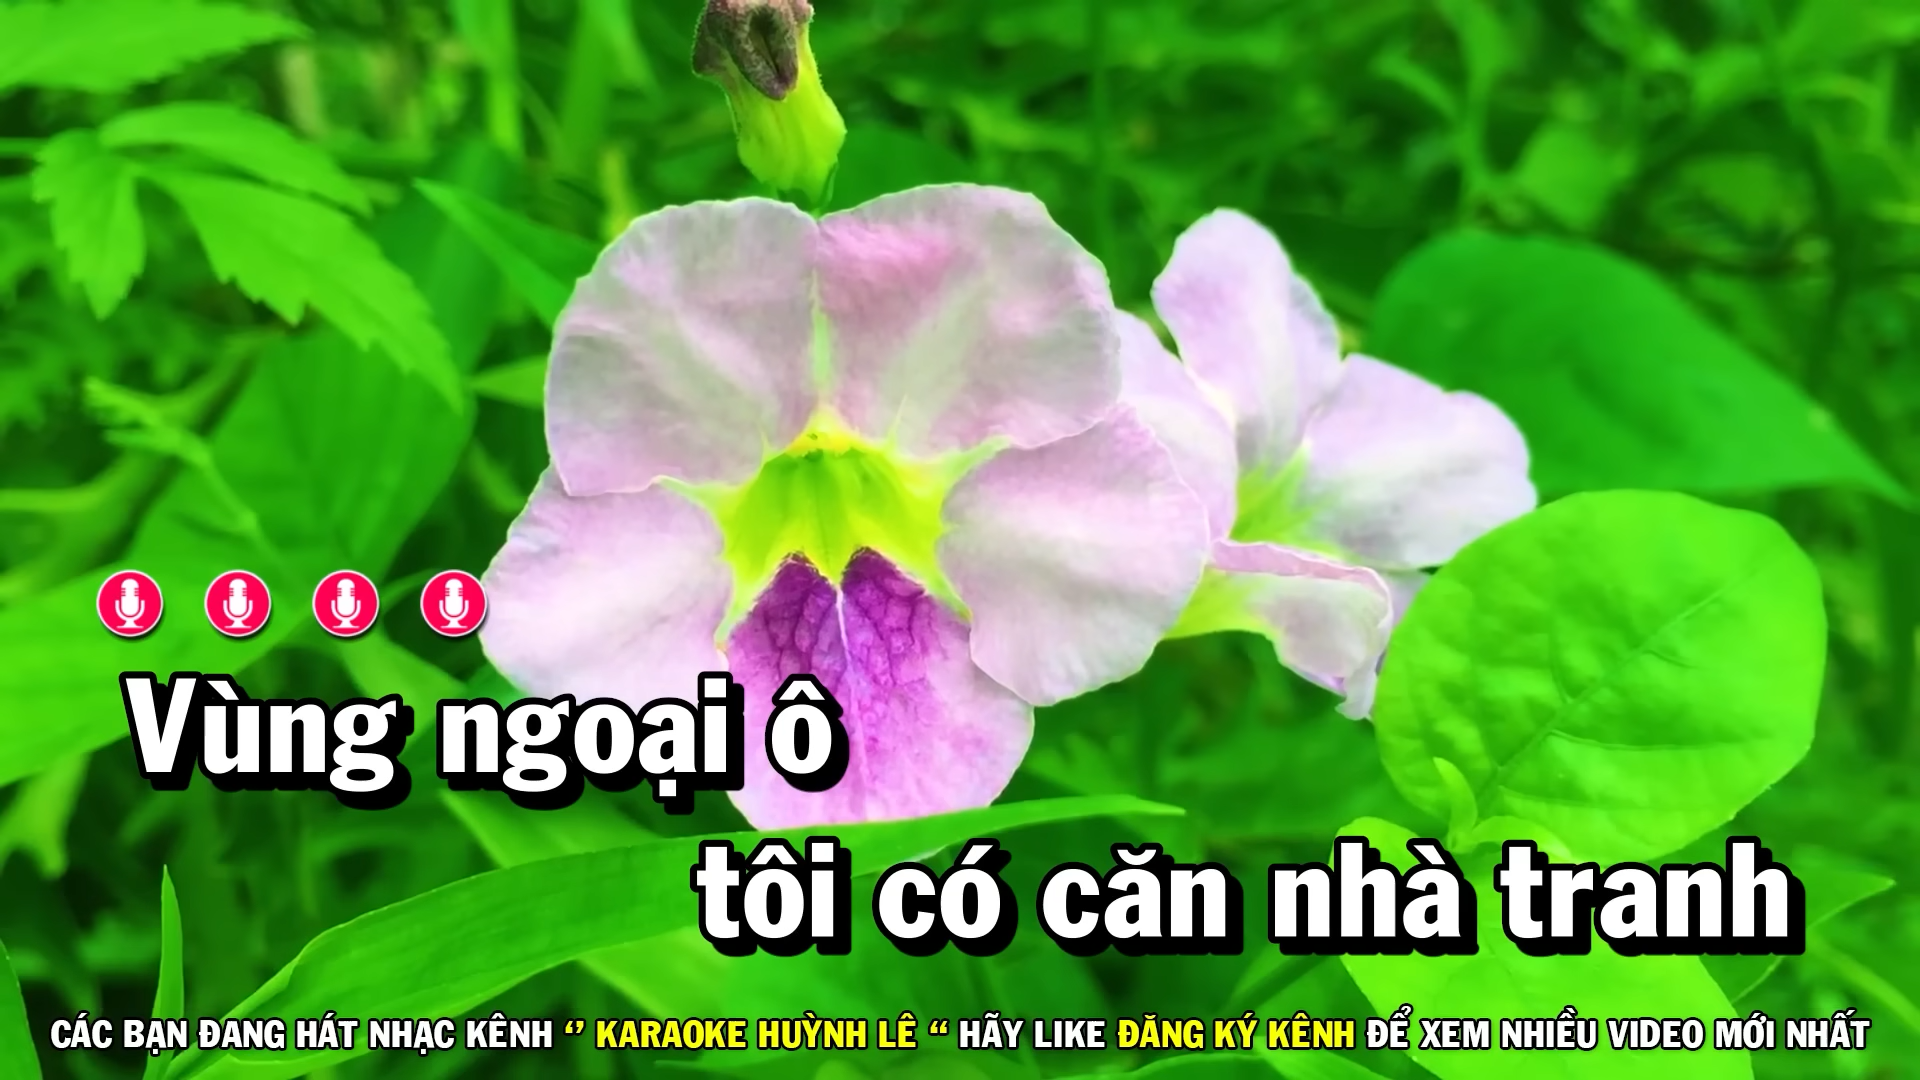 Vùng ngoại ô
tôi có căn nhà tranh
CÁC BẠN ĐANG HÁT NHẠC KÊNH “ KARAOKE HUỲNH LÊ “ HÃY LIKE ĐĂNG KÝ KÊNH ĐỂ XEM NHIỀU VIDEO MỚI NHẤT